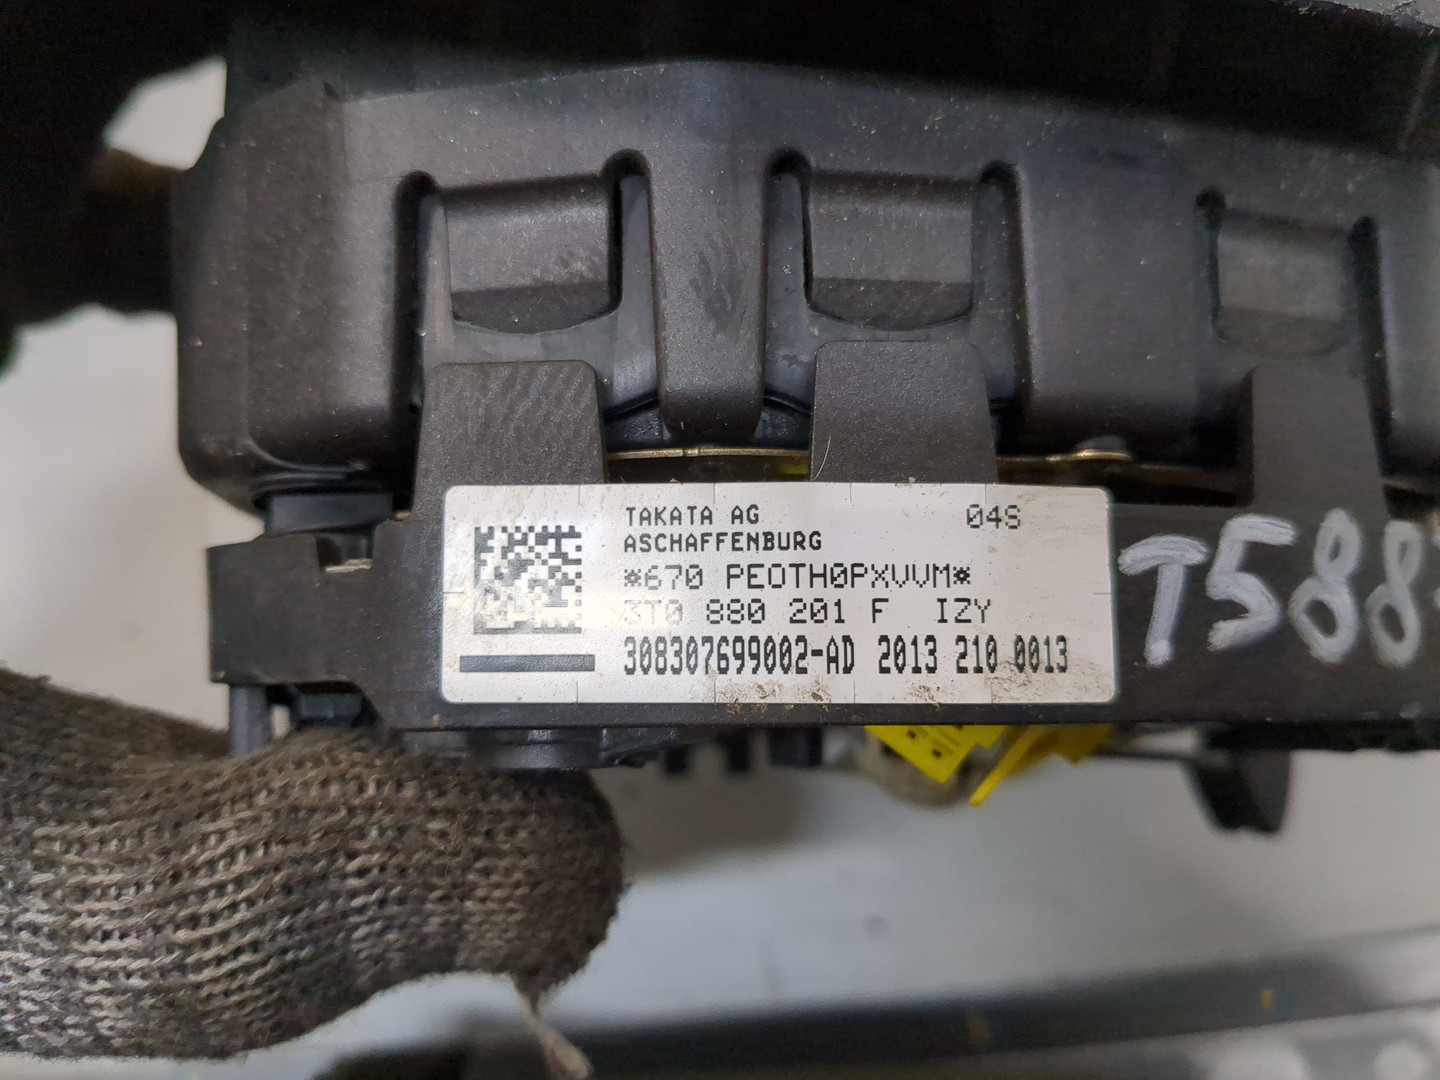 TAKATA AG 04S
ASCHAFFENBURG
*670 PEOTH0PXVVM*
3T0 880 201 F IZY
308307699002-AD 2013 210 0013
T588